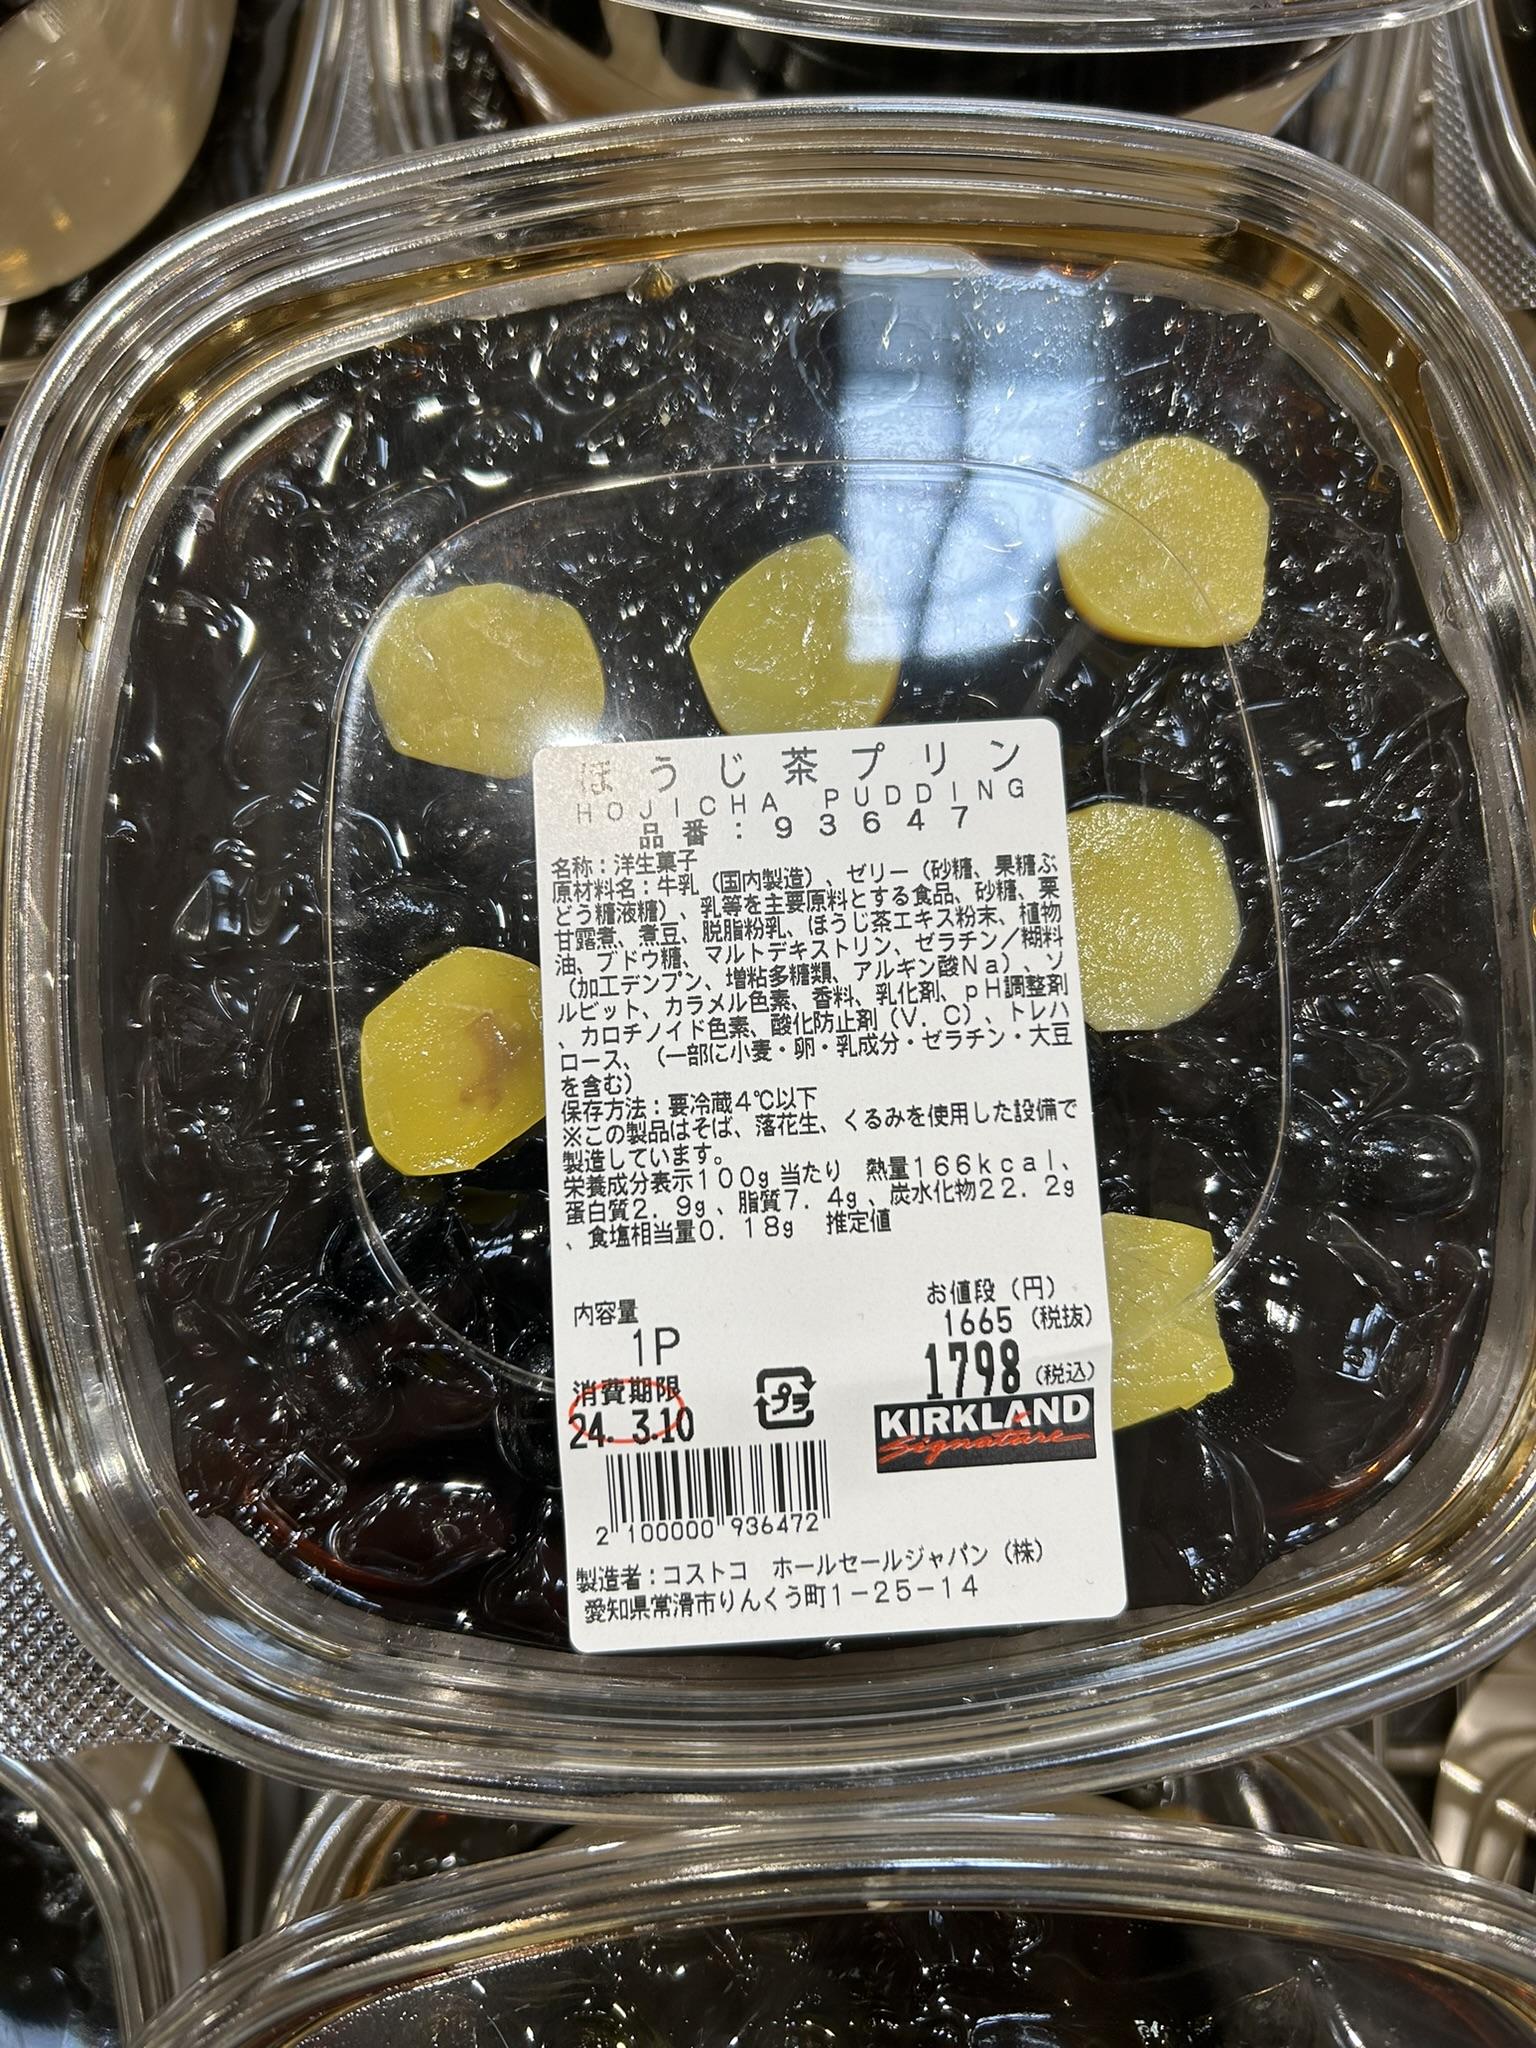 ほうじ茶プリン
HOJICHA PUDDING
品番：93647
名称：洋生菓子
原材料名：牛乳（国内製造）、ゼリー（砂糖、果糖ぶ
どう糖液糖）、乳等を主要原料とする食品、砂糖、栗
甘露煮、煮豆、脱脂粉乳、ほうじ茶エキス粉末、植物
油、ブドウ糖、マルトデキストリン、ゼラチン／糊料
（加工デンプン、増粘多糖類、アルギン酸Ｎａ）、ソ
ルビット、カラメル色素、香料、乳化剤、ｐＨ調整剤
、カロチノイド色素、酸化防止剤（Ｖ．Ｃ）、トレハ
ロース、（一部に小麦・卵・乳成分・ゼラチン・大豆
を含む）
保存方法：要冷蔵４℃以下
※この製品はそば、落花生、くるみを使用した設備で
製造しています。
栄養成分表示１００g 当たり　熱量１６６ｋｃａｌ、
蛋白質２．９g 、脂質７．４g 、炭水化物２２．２g
、食塩相当量０．１８g　推定値
内容量
1P
お値段（円）
1665（税抜）
1798（税込）
消費期限
24. 3.10
プラ
KIRKLAND
Signature
2 100000 936472
製造者：コストコ　ホールセールジャパン（株）
愛知県常滑市りんくう町１－２５－１４